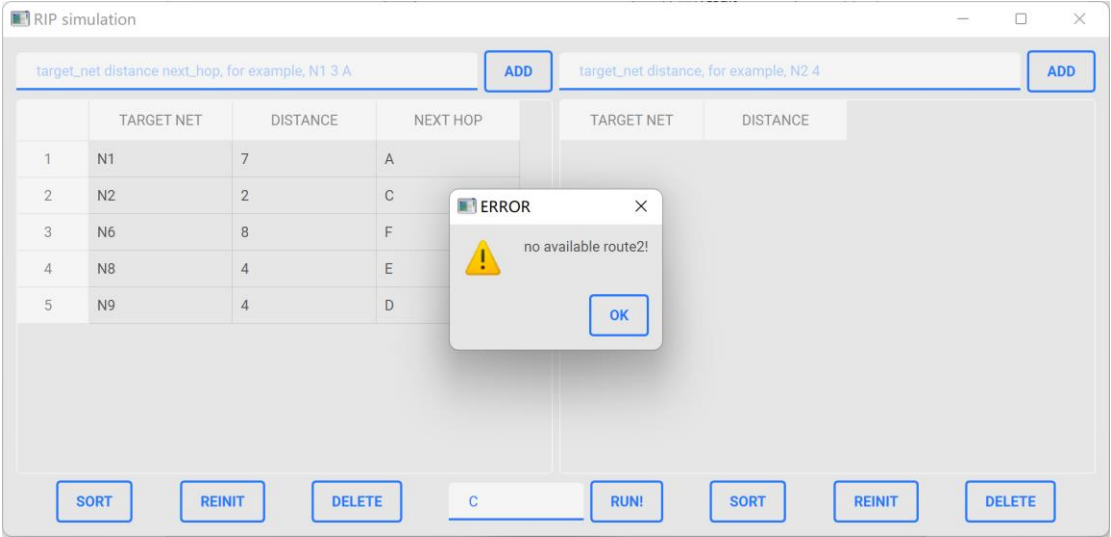 RIP simulation
target_net distance next_hop, for example, N1 3 A
ADD
target_net distance, for example, N2 4
ADD
TARGET NET DISTANCE NEXT HOP
TARGET NET DISTANCE
1 N1 7 A
2 N2 2 C
3 N6 8 F
4 N8 4 E
5 N9 4 D
ERROR
no available route2!
OK
SORT REINIT DELETE C RUN! SORT REINIT DELETE